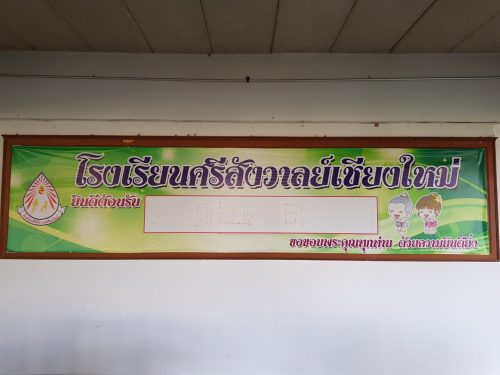 โรงเรียนศรีสังวาลย์เชียงใหม่
ยินดีต้อนรับ
ขอขอบพระคุณทุกท่าน ด้วยความยินดียิ่ง